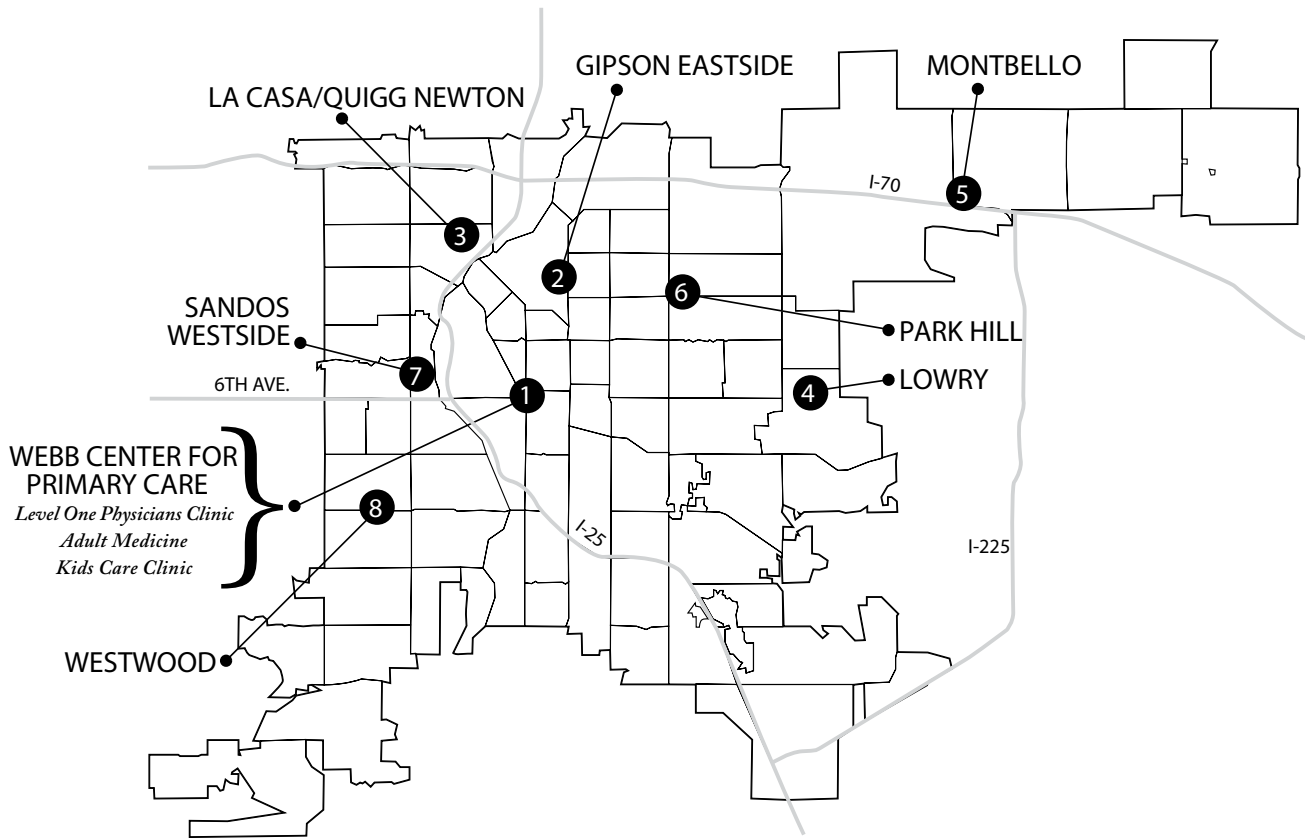 GIPSON EASTSIDE
MONTBELLO
LA CASA/QUIGG NEWTON
I-70
5
3
2
6
SANDOS
WESTSIDE
PARK HILL
7
6TH AVE.
1
4
LOWRY
WEBB CENTER FOR
PRIMARY CARE
Level One Physicians Clinic
Adult Medicine
Kids Care Clinic
8
I-25
I-225
WESTWOOD